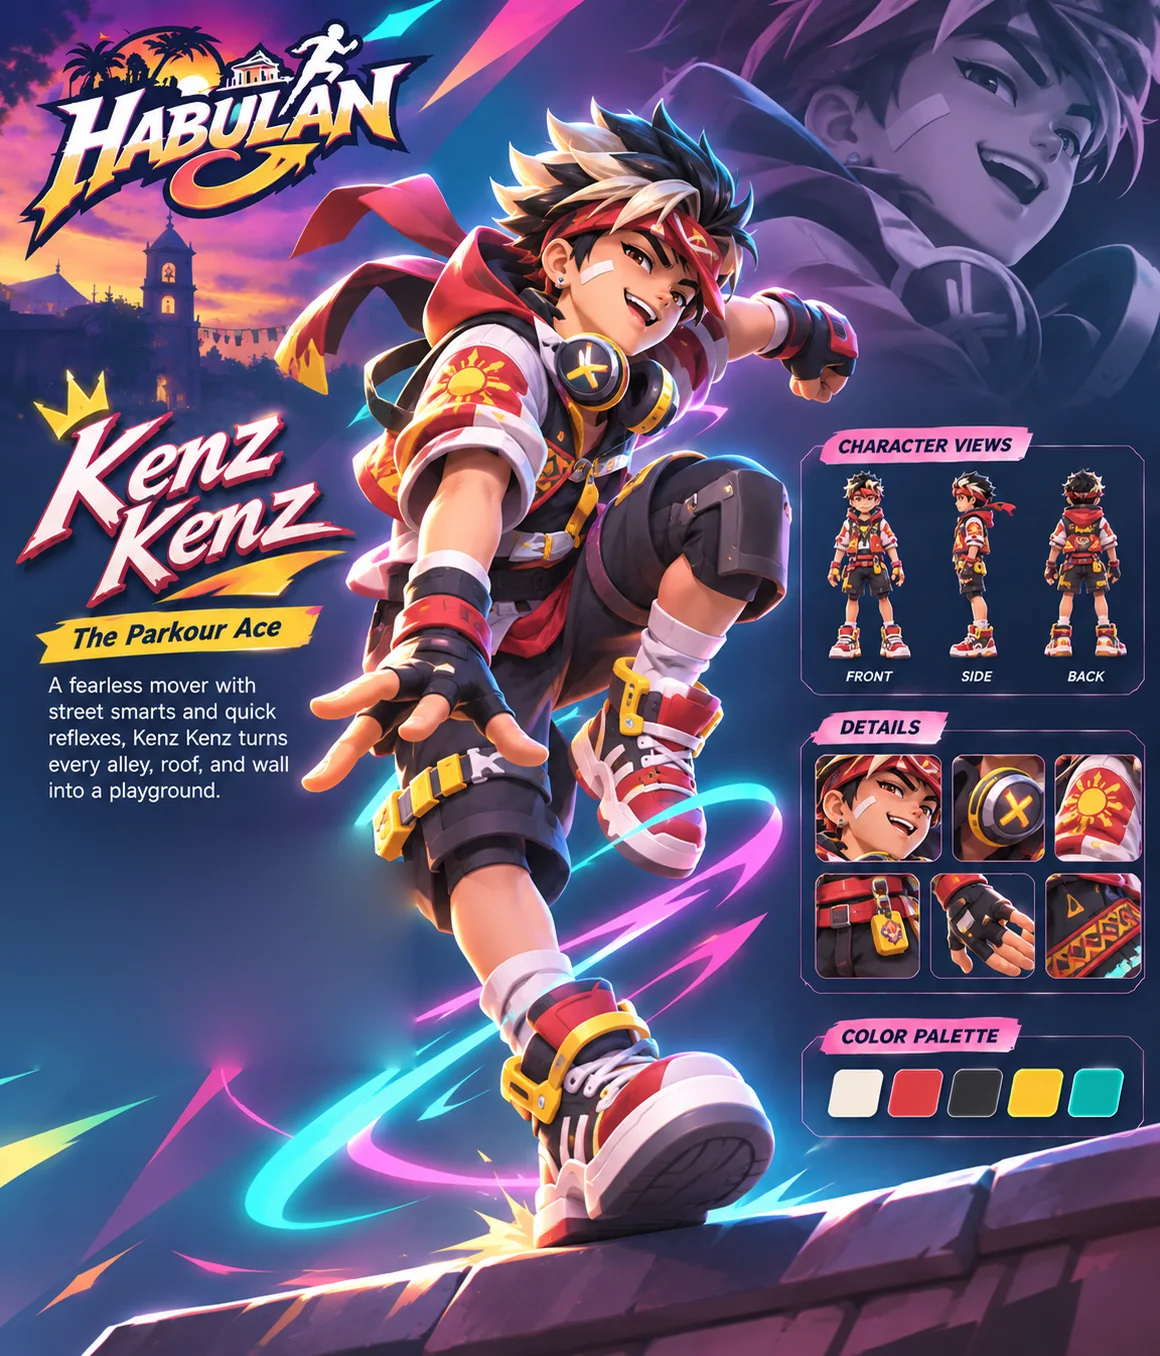 HABULAN
Kenz
Kenz
The Parkour Ace
A fearless mover with
street smarts and quick
reflexes, Kenz Kenz turns
every alley, roof, and wall
into a playground.
K
CHARACTER VIEWS
FRONT
SIDE
BACK
DETAILS
COLOR PALETTE